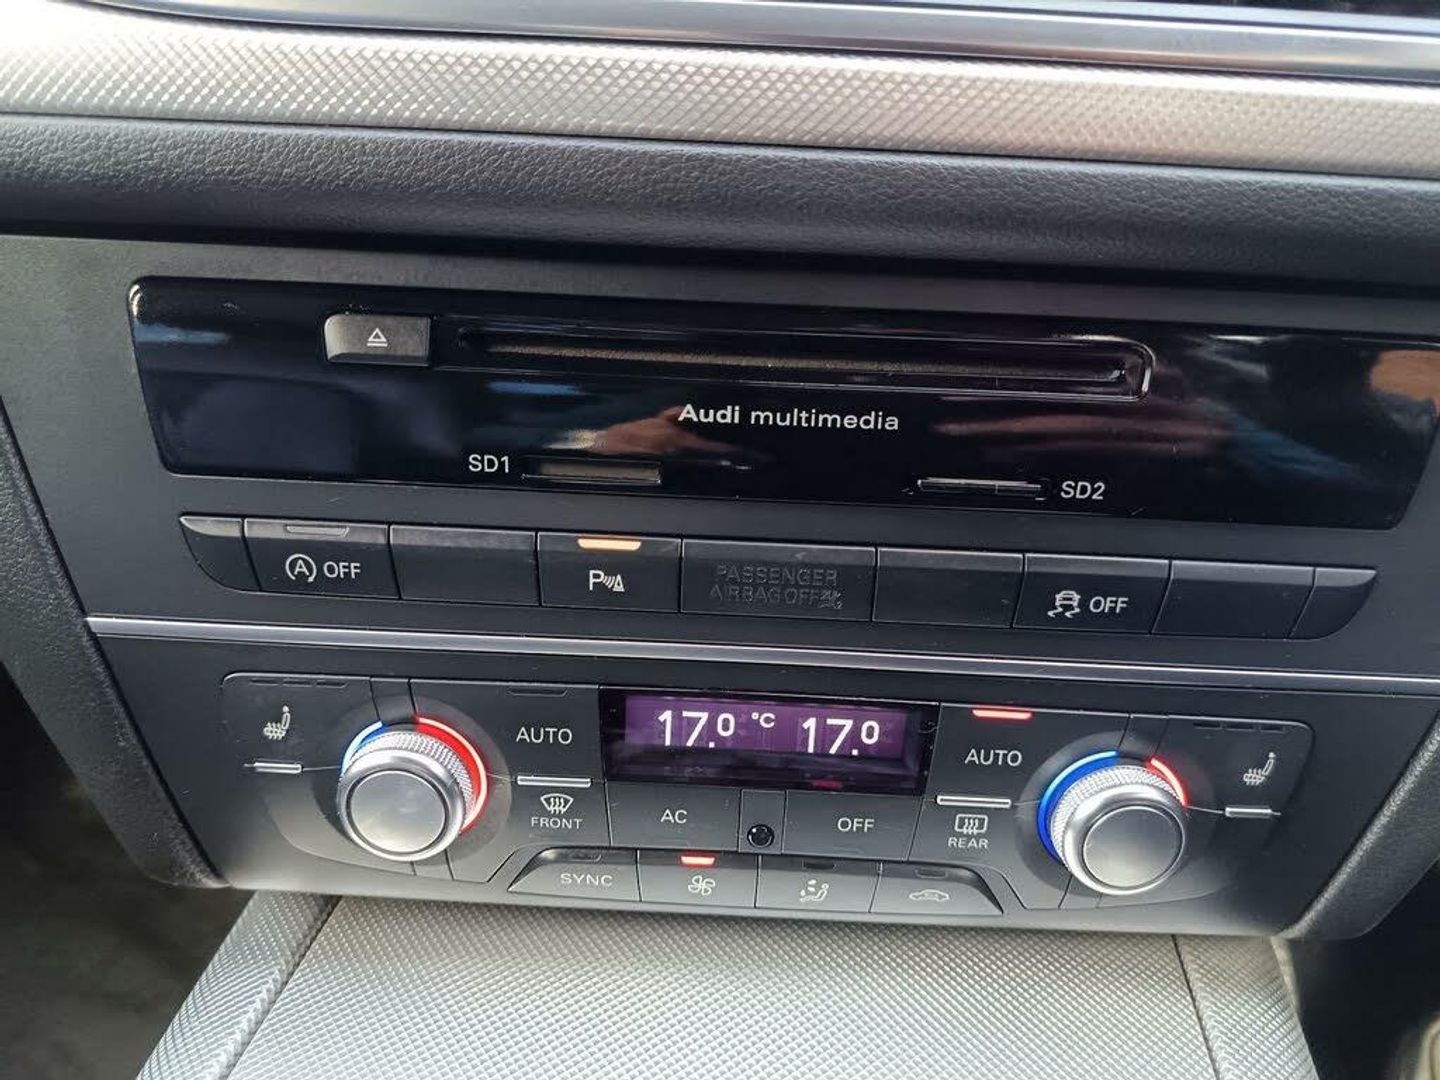 Audi multimedia
SD1
SD2
A OFF
P
PASSENGER
AIRBAG OFF
OFF
AUTO
17.0 °C 17.0
AUTO
FRONT
AC
OFF
REAR
SYNC